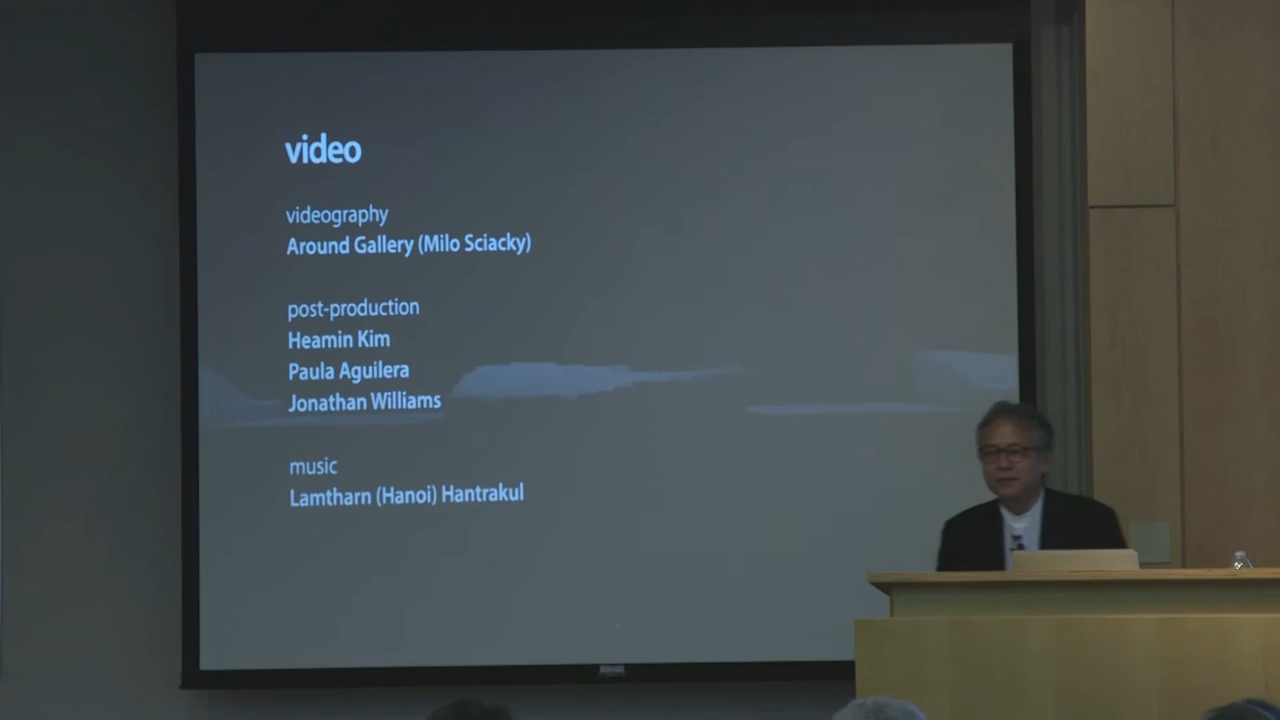 video
videography
Around Gallery (Milo Sciacky)
post-production
Heamin Kim
Paula Aguilera
Jonathan Williams
music
Lamtharn (Hanoi) Hantrakul